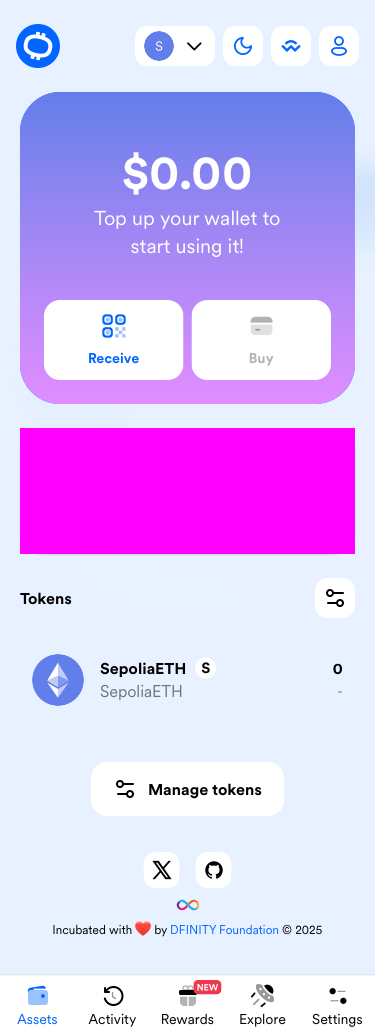 S
$0.00
Top up your wallet to
start using it!
Receive
Buy
Tokens
SepoliaETH S
0
SepoliaETH
-
Manage tokens
Incubated with ❤️ by DFINITY Foundation © 2025
NEW
Assets
Activity
Rewards
Explore
Settings